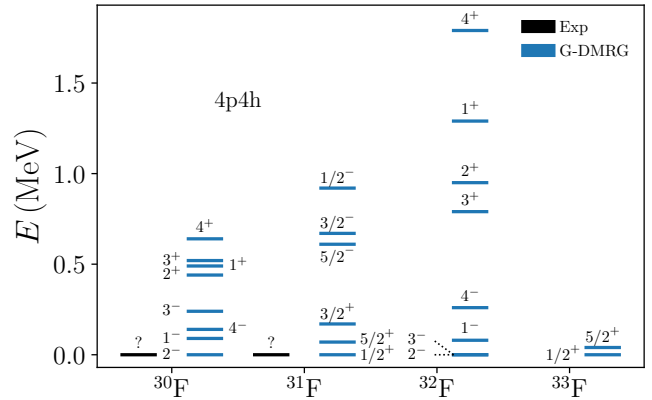 4⁺
Exp
G-DMRG
1.5
4p4h
1⁺
E (MeV)
1.0
1/2⁻
2⁺
3⁺
4⁺
3/2⁻
5/2⁻
0.5
3⁺
1⁺
2⁺
3⁻
4⁻
3/2⁺
4⁻
? 1⁻ ? 5/2⁺ 3⁻ 1⁻ 5/2⁺
0.0 2⁻ 1/2⁺ 2⁻ 1/2⁺
³⁰F ³¹F ³²F ³³F